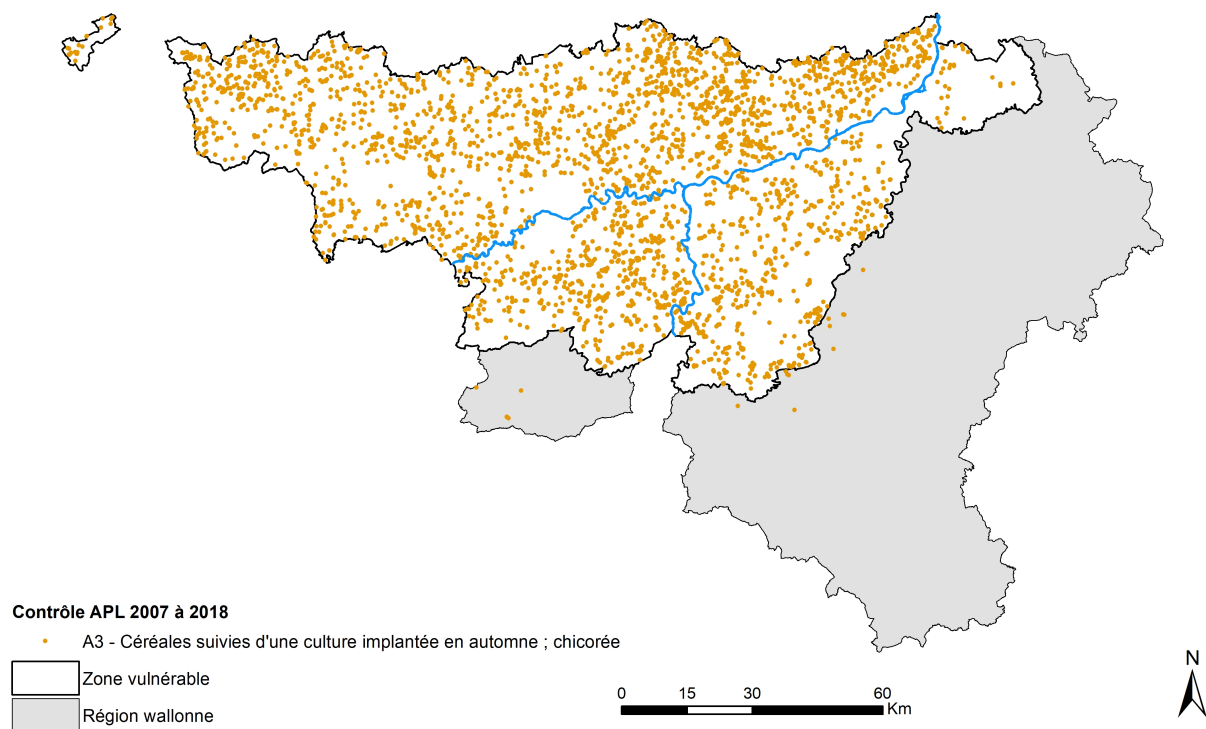 Contrôle APL 2007 à 2018
A3 - Céréales suivies d'une culture implantée en automne ; chicorée
Zone vulnérable
Région wallonne
0 15 30 60
Km
N